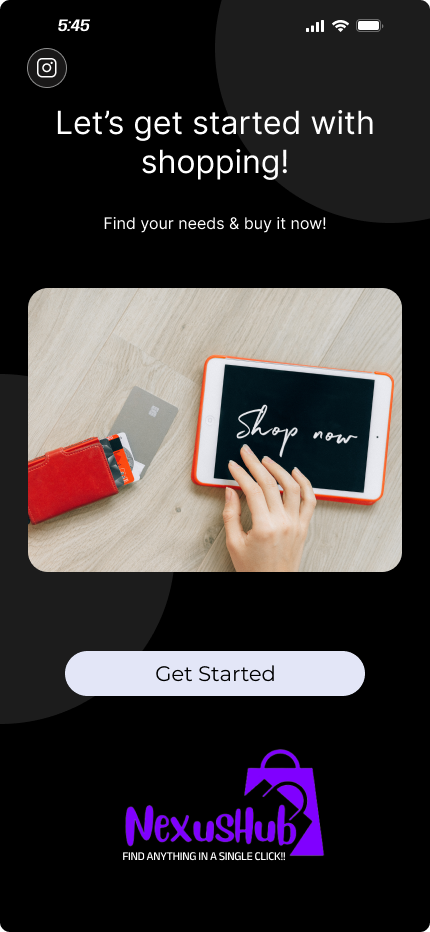 5:45
Let’s get started with
shopping!
Find your needs & buy it now!
Shop now
Get Started
NexusHub
FIND ANYTHING IN A SINGLE CLICK!!